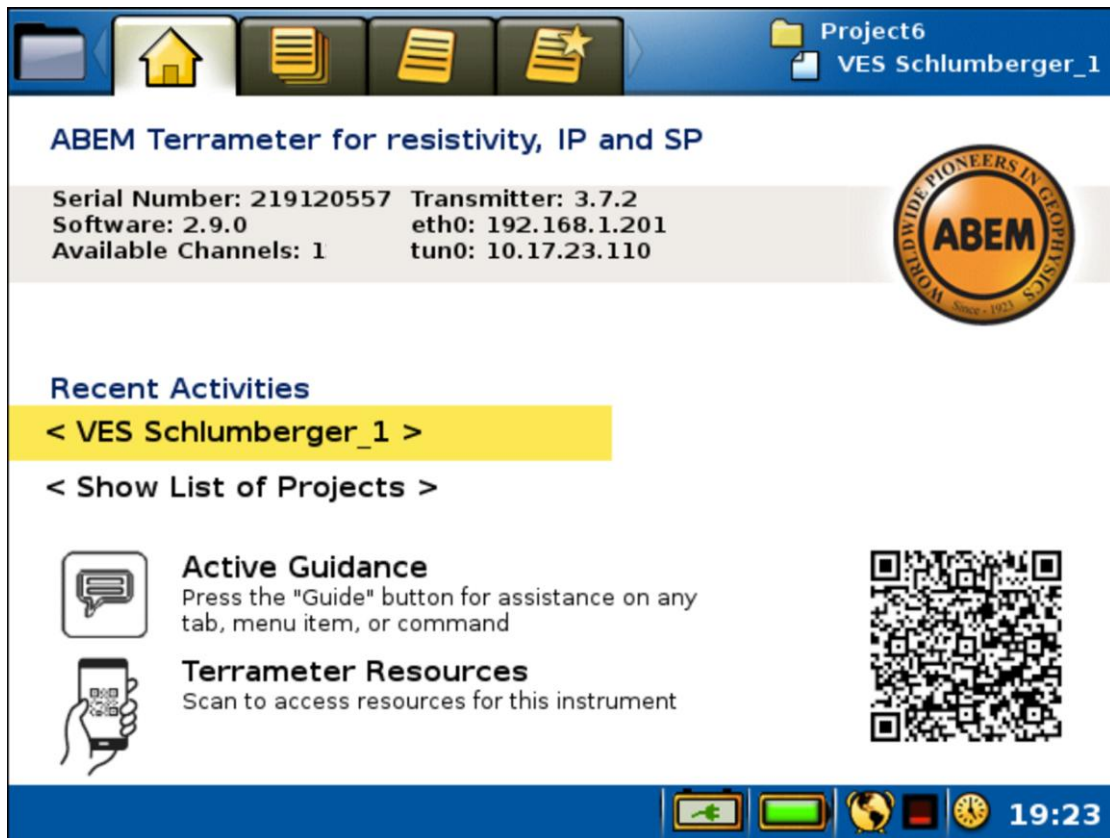 Project6
VES Schlumberger_1
ABEM Terrameter for resistivity, IP and SP
Serial Number: 219120557 Transmitter: 3.7.2
Software: 2.9.0 eth0: 192.168.1.201
Available Channels: 1 tun0: 10.17.23.110
WORLDWIDE PIONEERS IN GEOPHYSICS
ABEM
Since - 1923
Recent Activities
< VES Schlumberger_1 >
< Show List of Projects >
Active Guidance
Press the "Guide" button for assistance on any
tab, menu item, or command
Terrameter Resources
Scan to access resources for this instrument
19:23